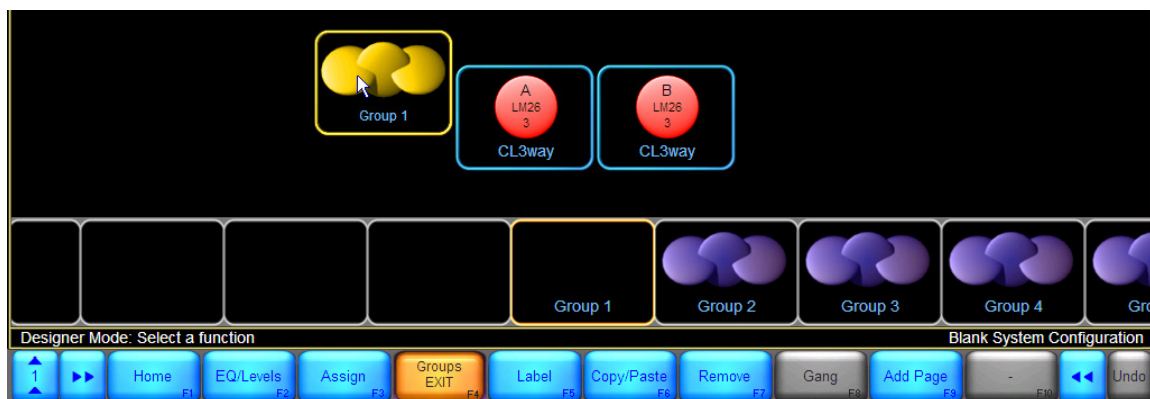 Group 1
A
LM26
3
CL3way
B
LM26
3
CL3way
Group 1
Group 2
Group 3
Group 4
Gro
Designer Mode: Select a function
Blank System Configuration
1
Home
F1
EQ/Levels
F2
Assign
F3
Groups
EXIT
F4
Label
F5
Copy/Paste
F6
Remove
F7
Gang
F8
Add Page
F9
-
F10
Undo